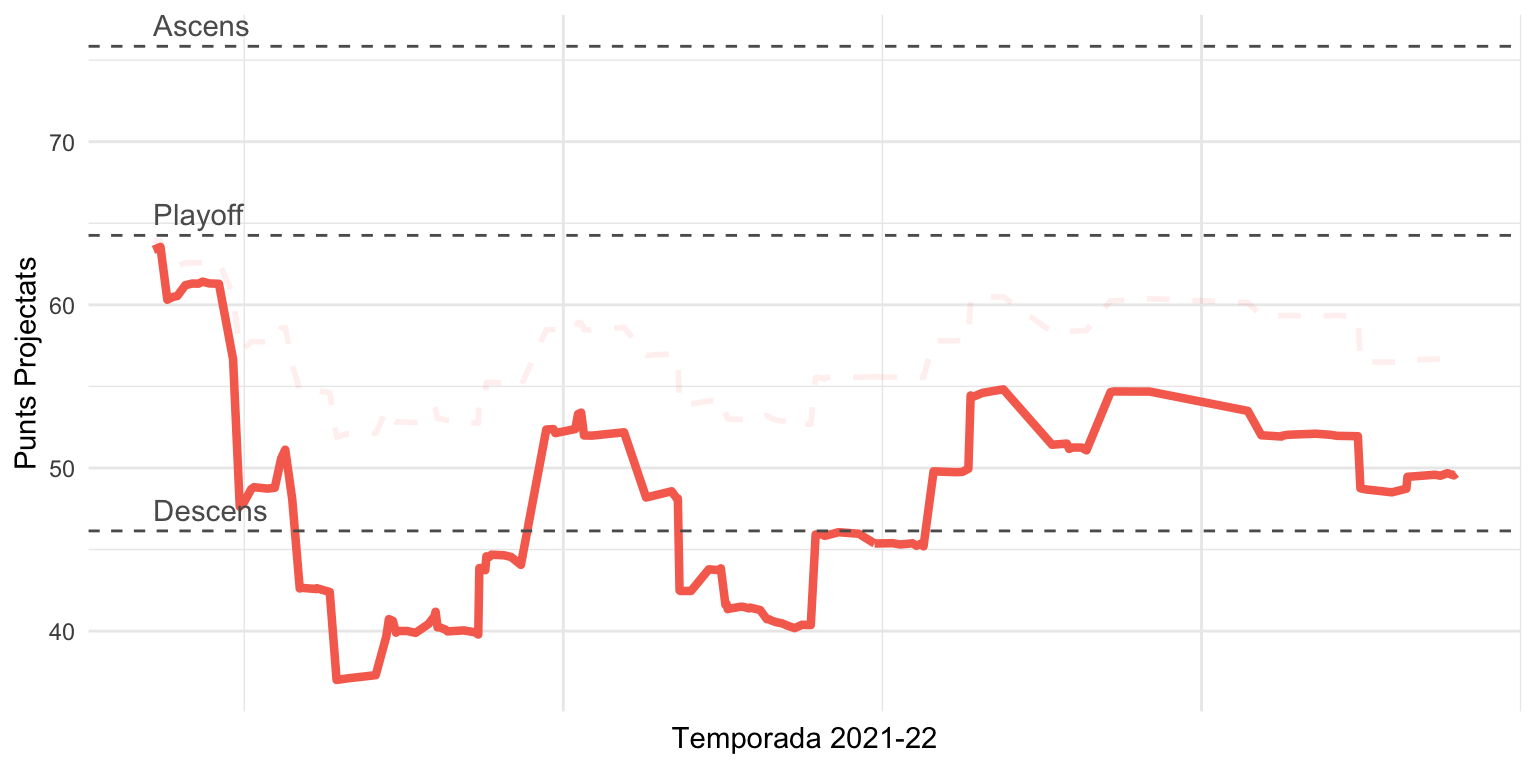 Ascens
70
Playoff
60
50
Descens
40
Punts Projectats
Temporada 2021-22